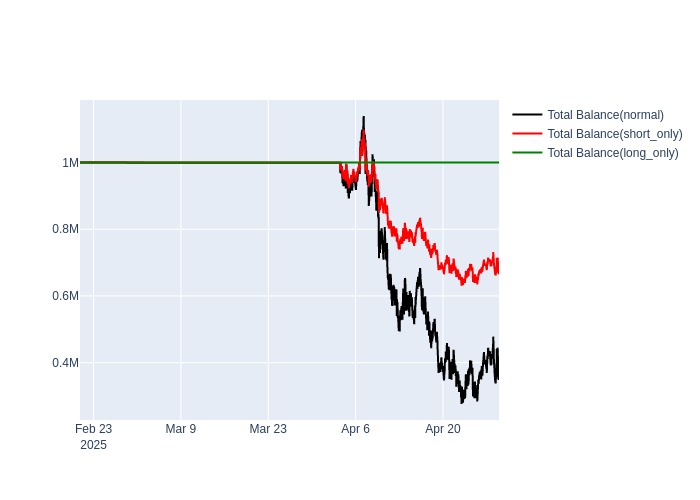 Total Balance(normal)
Total Balance(short_only)
Total Balance(long_only)
1M
0.8M
0.6M
0.4M
Feb 23
2025
Mar 9
Mar 23
Apr 6
Apr 20